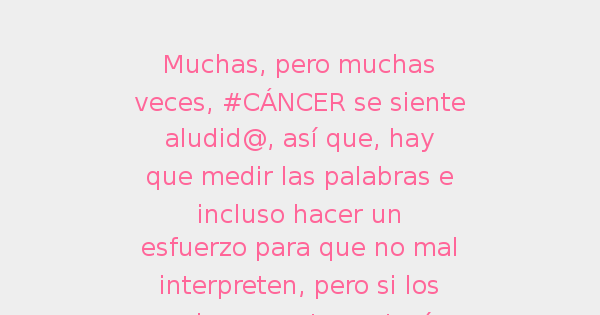 Muchas, pero muchas
veces, #CÁNCER se siente
aludid@, así que, hay
que medir las palabras e
incluso hacer un
esfuerzo para que no mal
interpreten, pero si los